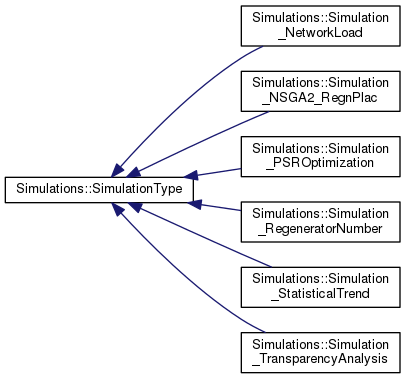 Simulations::Simulation
_NetworkLoad
Simulations::Simulation
_NSGA2_RegnPlac
Simulations::Simulation
_PSROptimization
Simulations::SimulationType
Simulations::Simulation
_RegeneratorNumber
Simulations::Simulation
_StatisticalTrend
Simulations::Simulation
_TransparencyAnalysis